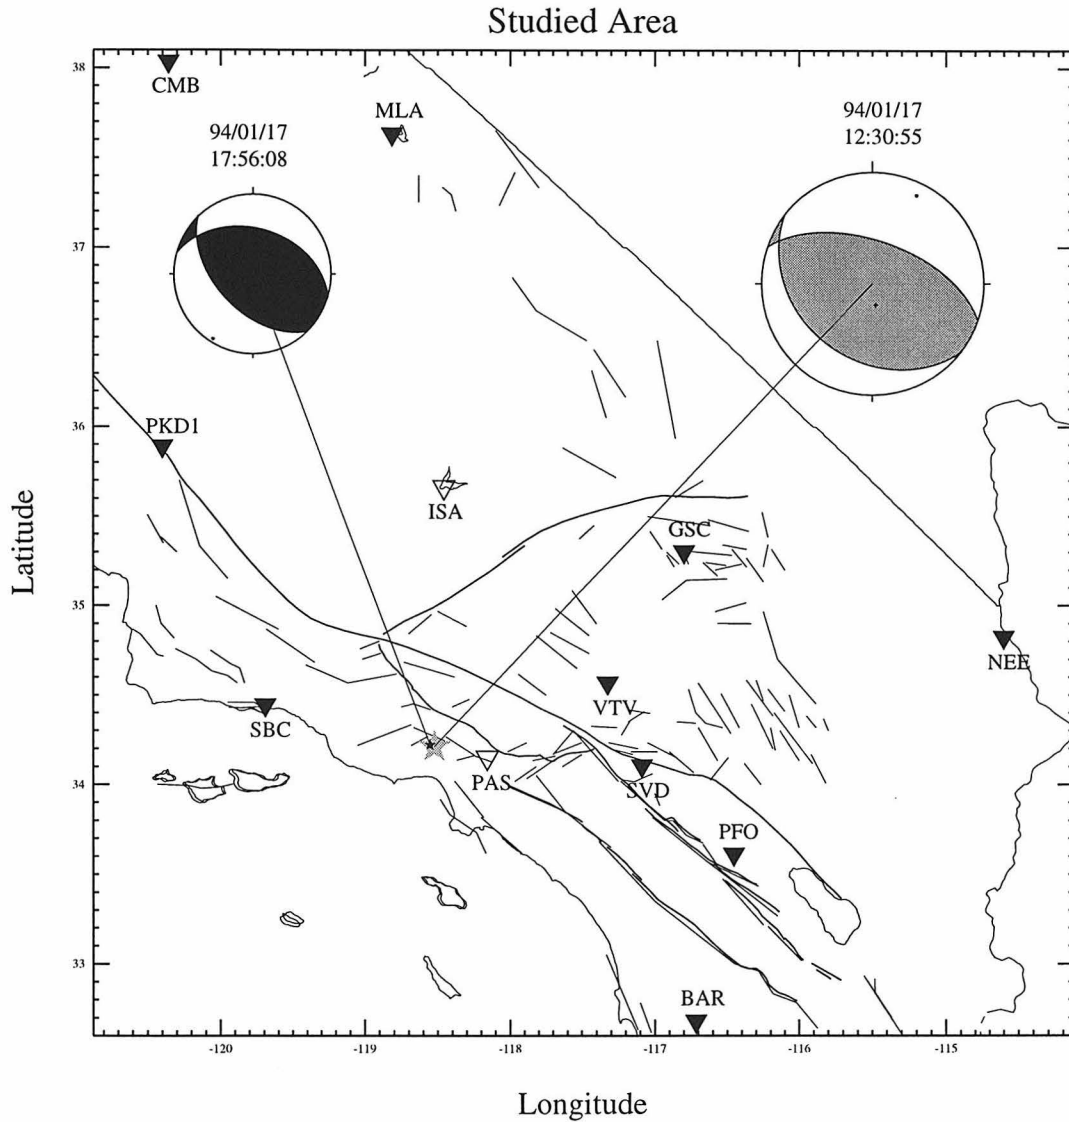 Studied Area
38
CMB
MLA
94/01/17
17:56:08
94/01/17
12:30:55
37
36
PKD1
ISA
GSC
Latitude
35
NEE
VTV
SBC
PAS
SVD
34
PFO
33
BAR
-120
-119
-118
-117
-116
-115
Longitude